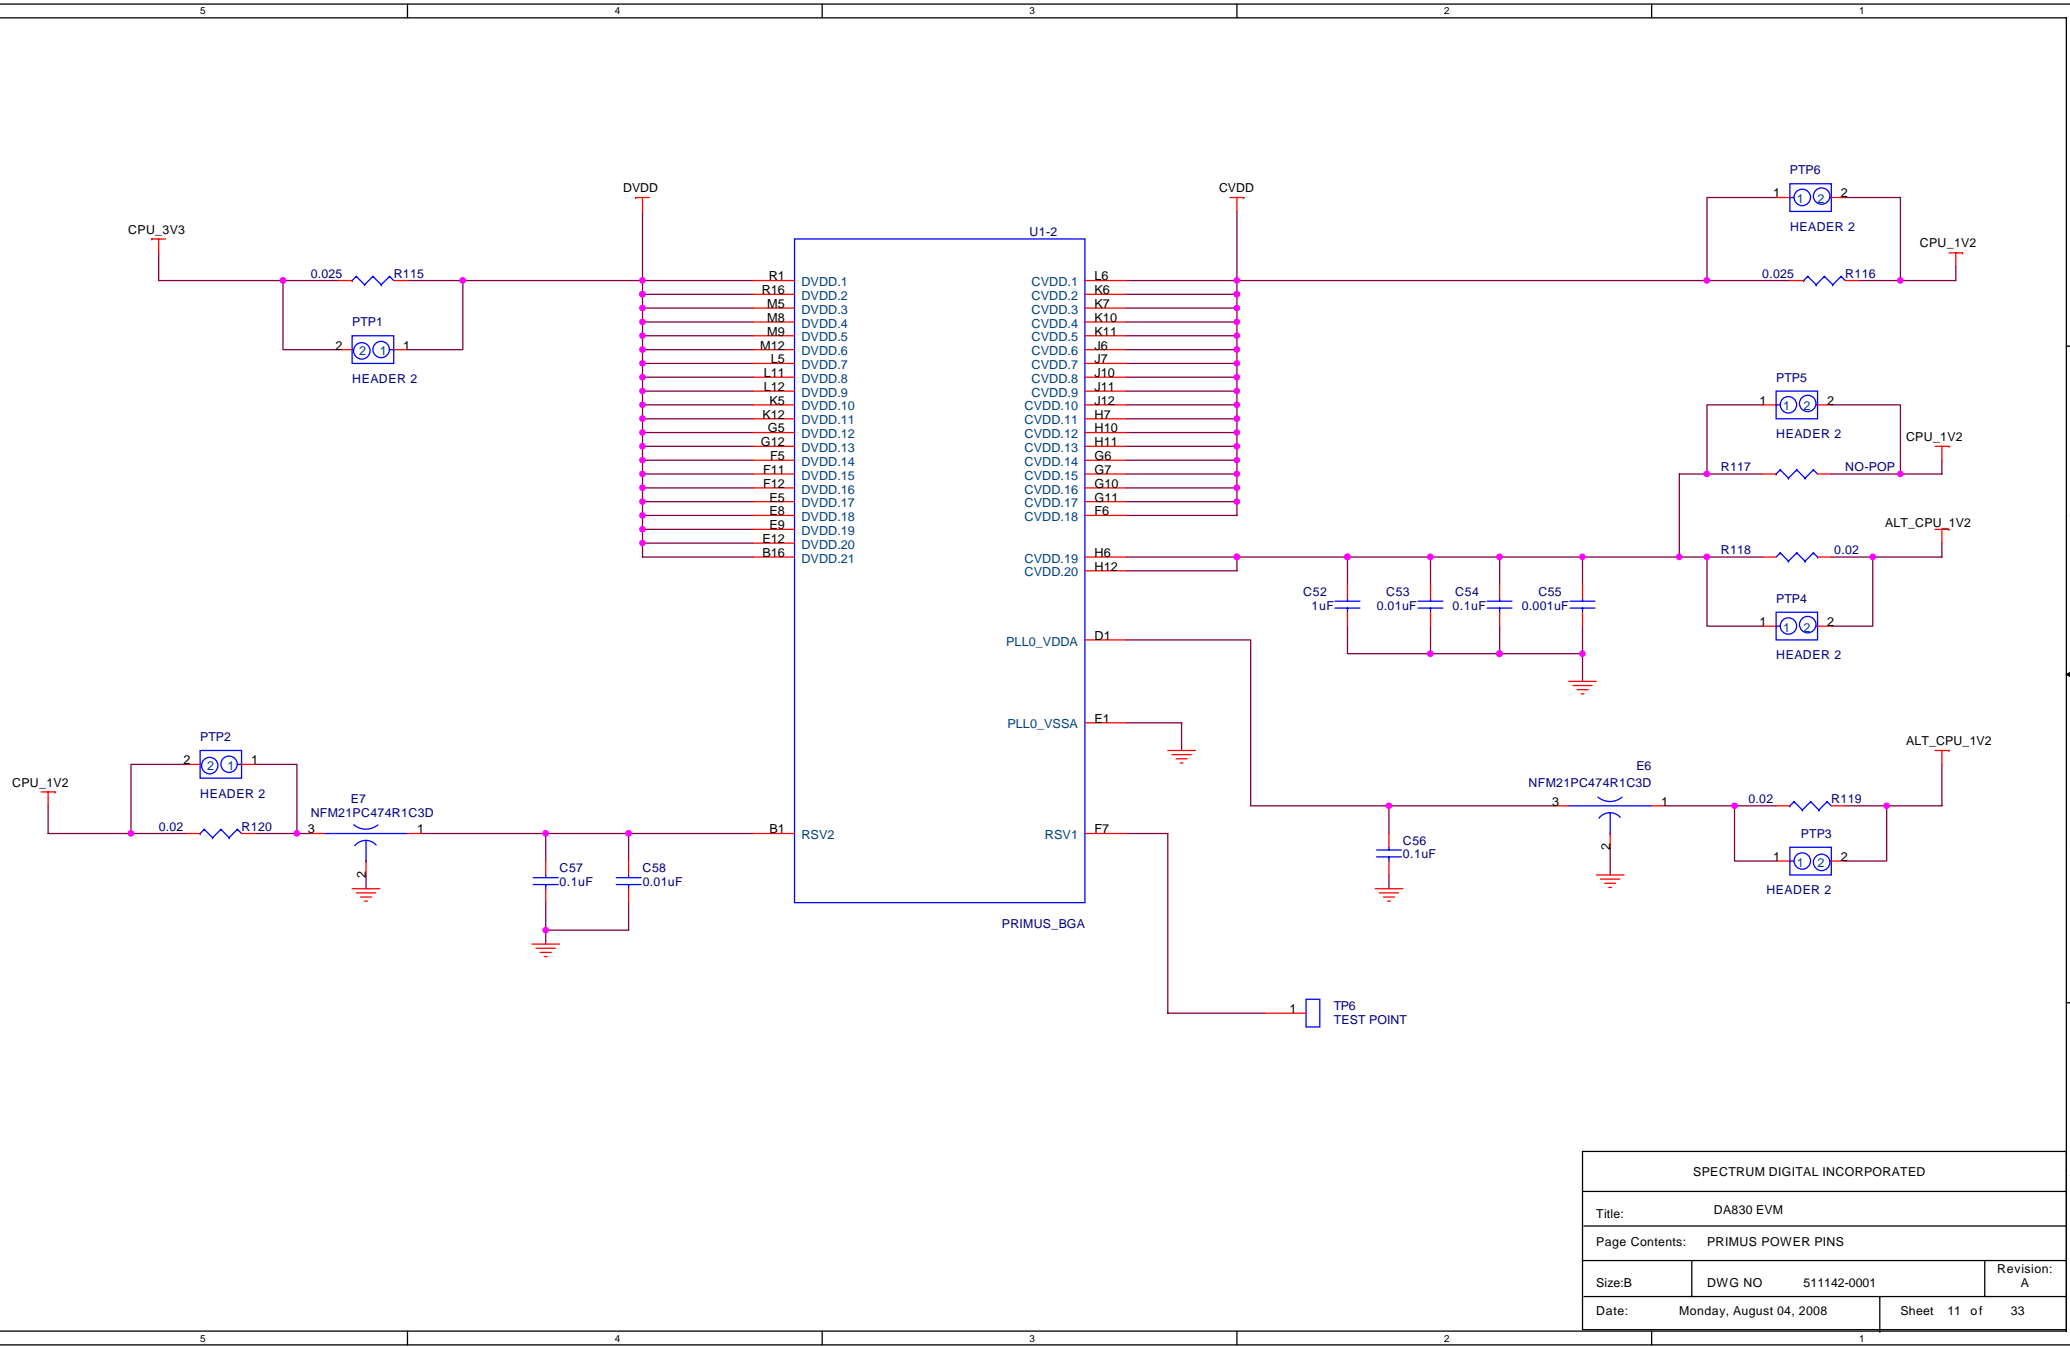 5 4 3 2 1
PTP6
1 1 2 2
HEADER 2
DVDD
CVDD
CPU_3V3
CPU_1V2
U1-2
0.025 R115
0.025 R116
PTP1
2 2 1 1
HEADER 2
R1 DVDD.1
R16 DVDD.2
M5 DVDD.3
M8 DVDD.4
M9 DVDD.5
M12 DVDD.6
L5 DVDD.7
L11 DVDD.8
L12 DVDD.9
K5 DVDD.10
K12 DVDD.11
G5 DVDD.12
G12 DVDD.13
F5 DVDD.14
F11 DVDD.15
F12 DVDD.16
E5 DVDD.17
E8 DVDD.18
E9 DVDD.19
E12 DVDD.20
B16 DVDD.21
CVDD.1 L6
CVDD.2 K6
CVDD.3 K7
CVDD.4 K10
CVDD.5 K11
CVDD.6 J6
CVDD.7 J7
CVDD.8 J10
CVDD.9 J11
CVDD.10 J12
CVDD.11 H7
CVDD.12 H10
CVDD.13 H11
CVDD.14 G6
CVDD.15 G7
CVDD.16 G10
CVDD.17 G11
CVDD.18 F6
CVDD.19 H6
CVDD.20 H12
PLL0_VDDA D1
PLL0_VSSA E1
RSV1 F7
B1 RSV2
PRIMUS_BGA
PTP5
1 1 2 2
HEADER 2
CPU_1V2
R117 NO-POP
ALT_CPU_1V2
R118 0.02
PTP4
1 1 2 2
HEADER 2
C52
1uF
C53
0.01uF
C54
0.1uF
C55
0.001uF
ALT_CPU_1V2
E6
NFM21PC474R1C3D
3 1
2
0.02 R119
PTP3
1 1 2 2
HEADER 2
C56
0.1uF
PTP2
2 2 1 1
HEADER 2
CPU_1V2
0.02 R120
E7
NFM21PC474R1C3D
3 1
2
C57
0.1uF
C58
0.01uF
1 TP6
TEST POINT
SPECTRUM DIGITAL INCORPORATED
Title: DA830 EVM
Page Contents: PRIMUS POWER PINS
Size:B DWG NO 511142-0001 Revision:
A
Date: Monday, August 04, 2008 Sheet 11 of 33
5 4 3 2 1